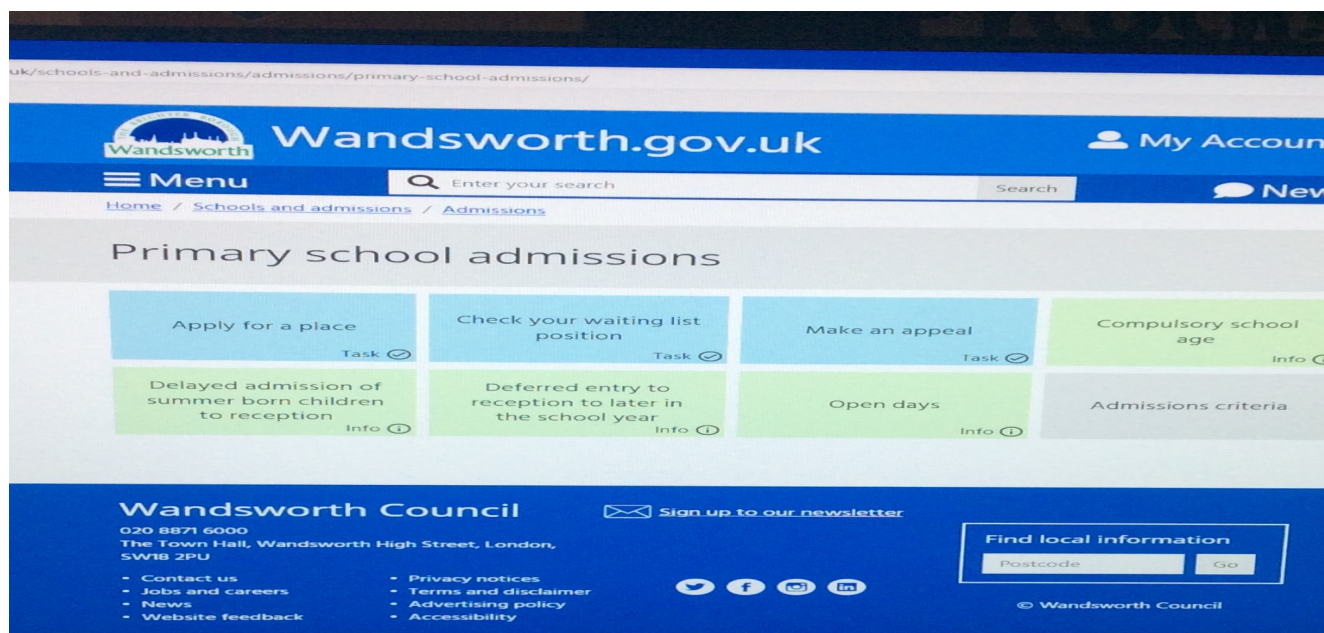 uk/schools-and-admissions/admissions/primary-school-admissions/
THE BRIGHTER BOROUGH
Wandsworth
Wandsworth.gov.uk
My Accoun
Menu
Enter your search
Search
New
Home / Schools and admissions / Admissions
Primary school admissions
Apply for a place
Task
Check your waiting list
position
Task
Make an appeal
Task
Compulsory school
age
Info
Delayed admission of
summer born children
to reception
Info
Deferred entry to
reception to later in
the school year
Info
Open days
Info
Admissions criteria
Wandsworth Council
020 8871 6000
The Town Hall, Wandsworth High Street, London,
SW18 2PU
- Contact us
- Jobs and careers
- News
- Website feedback
- Privacy notices
- Terms and disclaimer
- Advertising policy
- Accessibility
Sign up to our newsletter
Find local information
Postcode
Go
© Wandsworth Council